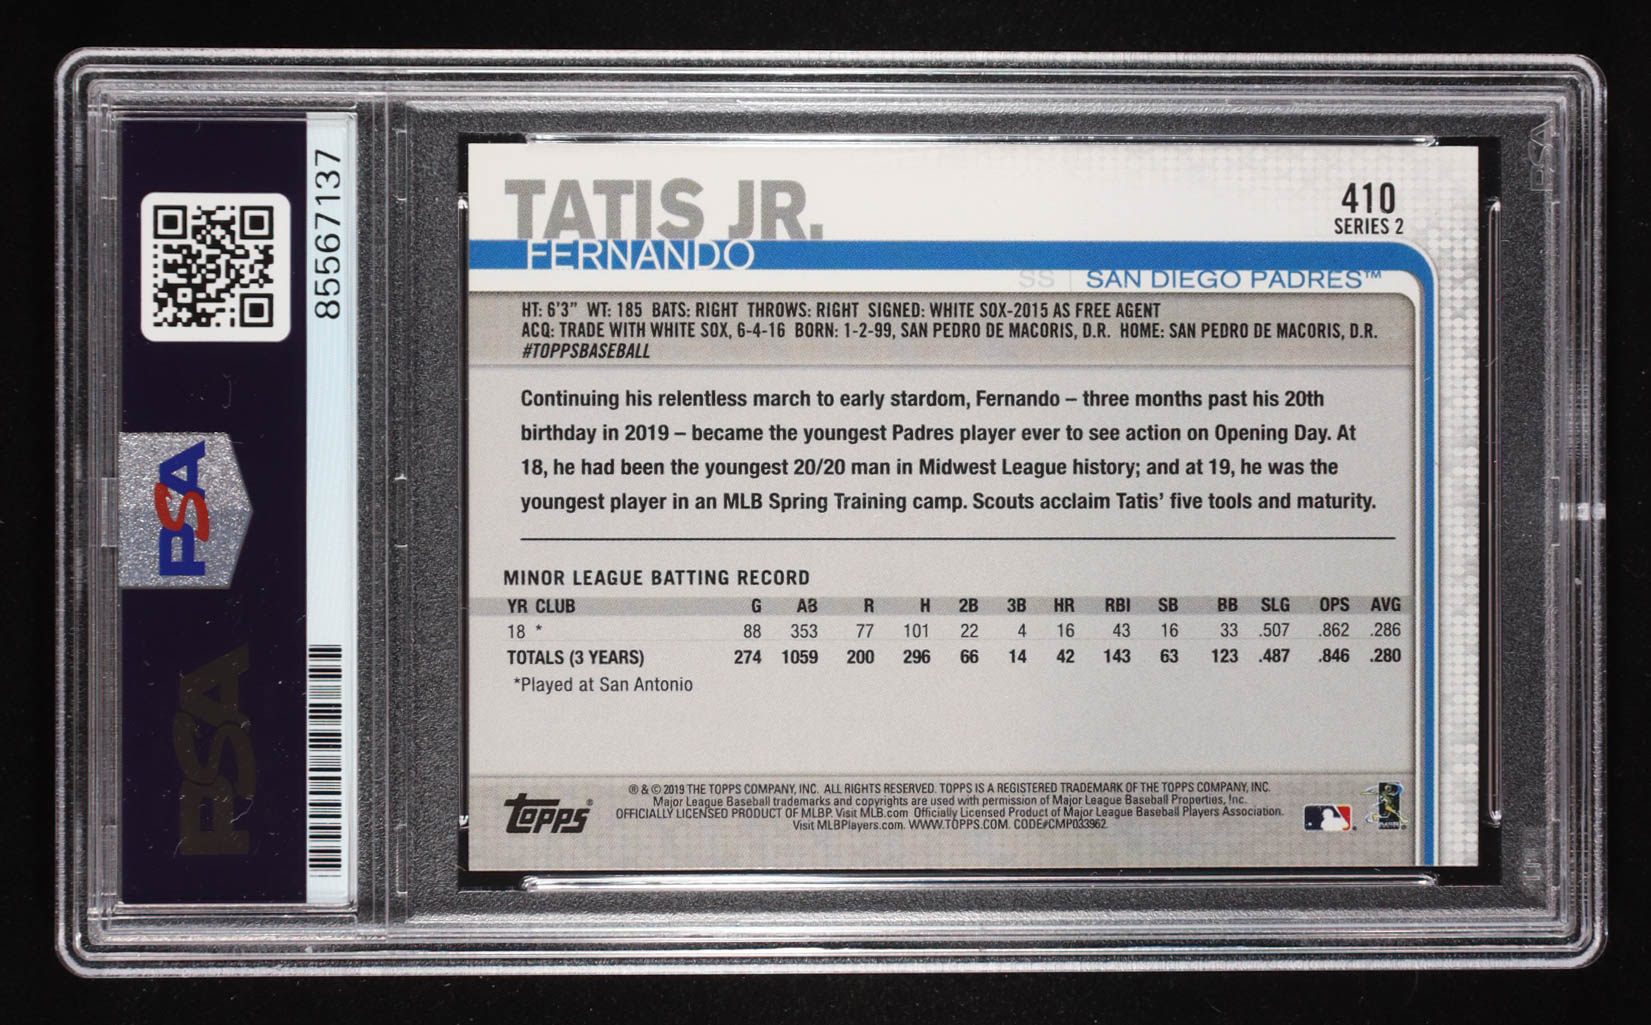 85567137
PSA
PSA
PSA
TATIS JR.
FERNANDO
410
SERIES 2
SS | SAN DIEGO PADRES™
HT: 6'3" WT: 185 BATS: RIGHT THROWS: RIGHT SIGNED: WHITE SOX-2015 AS FREE AGENT
ACQ: TRADE WITH WHITE SOX, 6-4-16 BORN: 1-2-99, SAN PEDRO DE MACORIS, D.R. HOME: SAN PEDRO DE MACORIS, D.R.
#TOPPSBASEBALL
Continuing his relentless march to early stardom, Fernando – three months past his 20th
birthday in 2019 – became the youngest Padres player ever to see action on Opening Day. At
18, he had been the youngest 20/20 man in Midwest League history; and at 19, he was the
youngest player in an MLB Spring Training camp. Scouts acclaim Tatis' five tools and maturity.
MINOR LEAGUE BATTING RECORD
YR CLUB G AB R H 2B 3B HR RBI SB BB SLG OPS AVG
18 * 88 353 77 101 22 4 16 43 16 33 .507 .862 .286
TOTALS (3 YEARS) 274 1059 200 296 66 14 42 143 63 123 .487 .846 .280
*Played at San Antonio
topps®
® & © 2019 THE TOPPS COMPANY, INC. ALL RIGHTS RESERVED. TOPPS IS A REGISTERED TRADEMARK OF THE TOPPS COMPANY, INC.
Major League Baseball trademarks and copyrights are used with permission of Major League Baseball Properties, Inc.
OFFICIALLY LICENSED PRODUCT OF MLBP. Visit MLB.com Officially Licensed Product of Major League Baseball Players Association.
Visit MLBPlayers.com. WWW.TOPPS.COM. CODE#CMP033962.